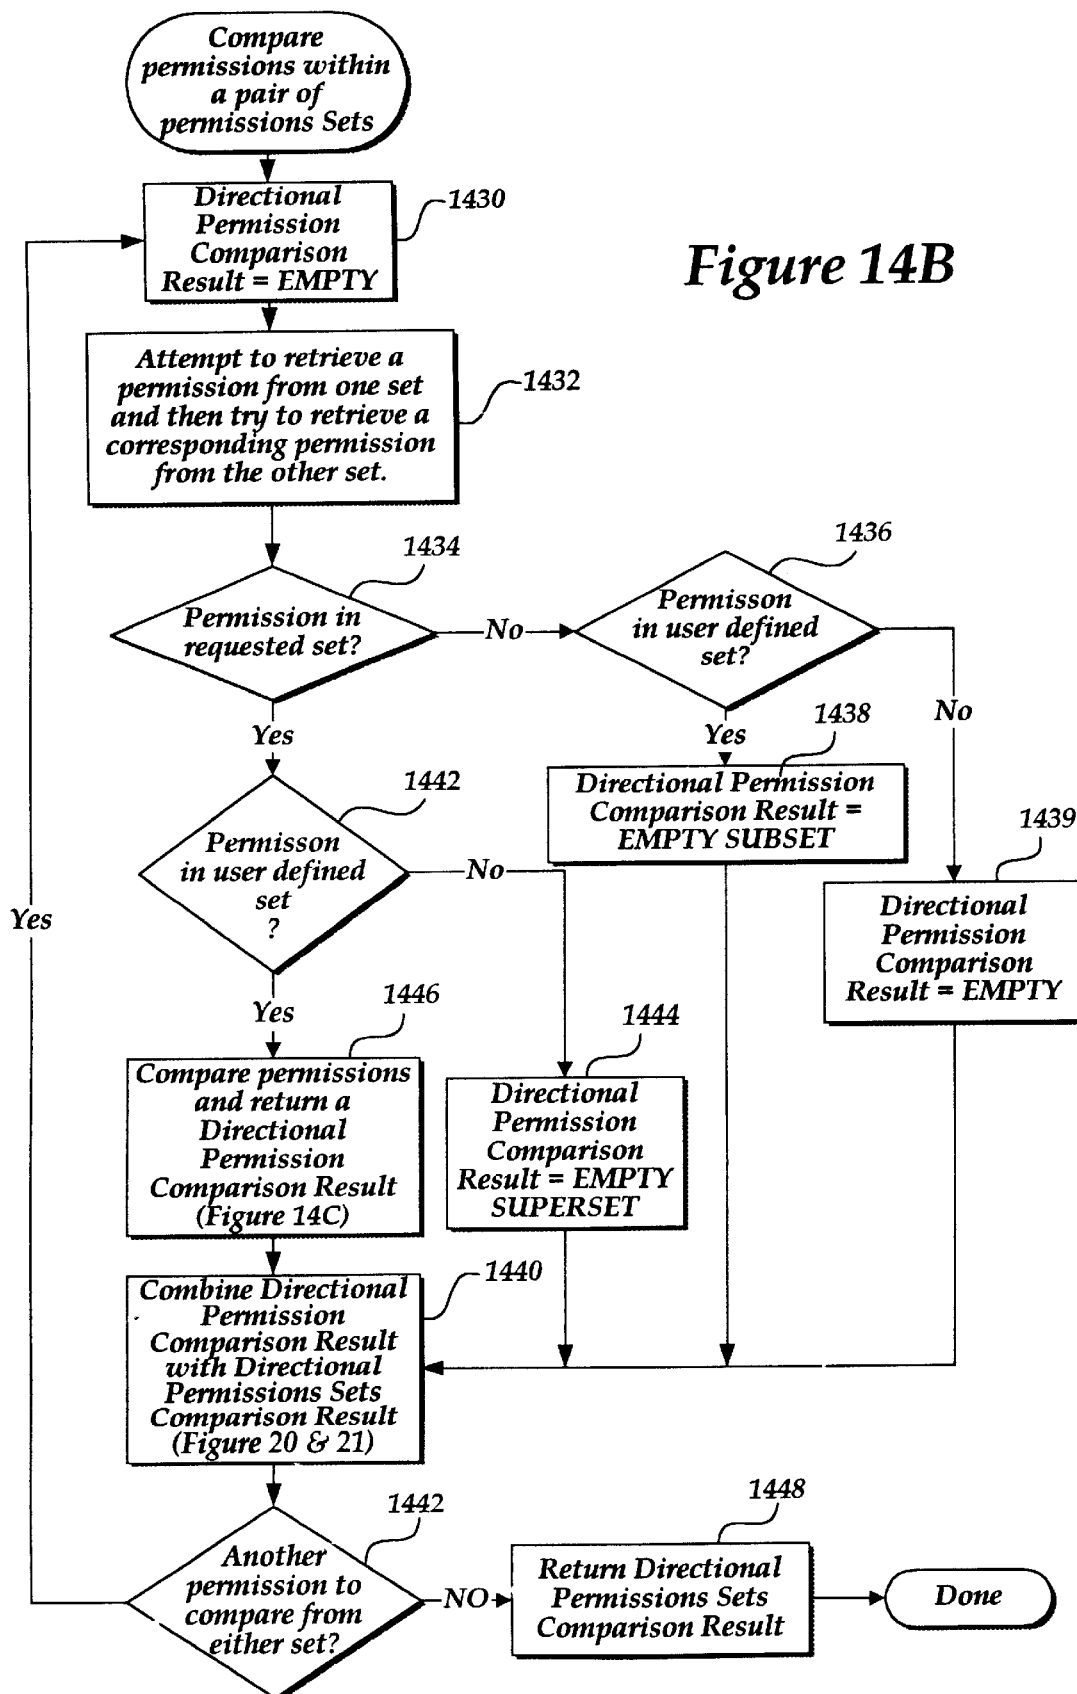 Compare
permissions within
a pair of
permissions Sets
Directional
Permission
Comparison
Result = EMPTY
1430
Figure 14B
Attempt to retrieve a
permission from one set
and then try to retrieve a
corresponding permission
from the other set.
1432
1434
Permission in
requested set?
No
1436
Permisson
in user defined
set?
Yes
No
Yes
1438
Directional Permission
Comparison Result =
EMPTY SUBSET
1442
Permisson
in user defined
set
?
No
1439
Directional
Permission
Comparison
Result = EMPTY
Yes
Yes
1446
Compare permissions
and return a
Directional
Permission
Comparison Result
(Figure 14C)
1444
Directional
Permission
Comparison
Result = EMPTY
SUPERSET
1440
Combine Directional
Permission
Comparison Result
with Directional
Permissions Sets
Comparison Result
(Figure 20 & 21)
1442
Another
permission to
compare from
either set?
NO
1448
Return Directional
Permissions Sets
Comparison Result
Done